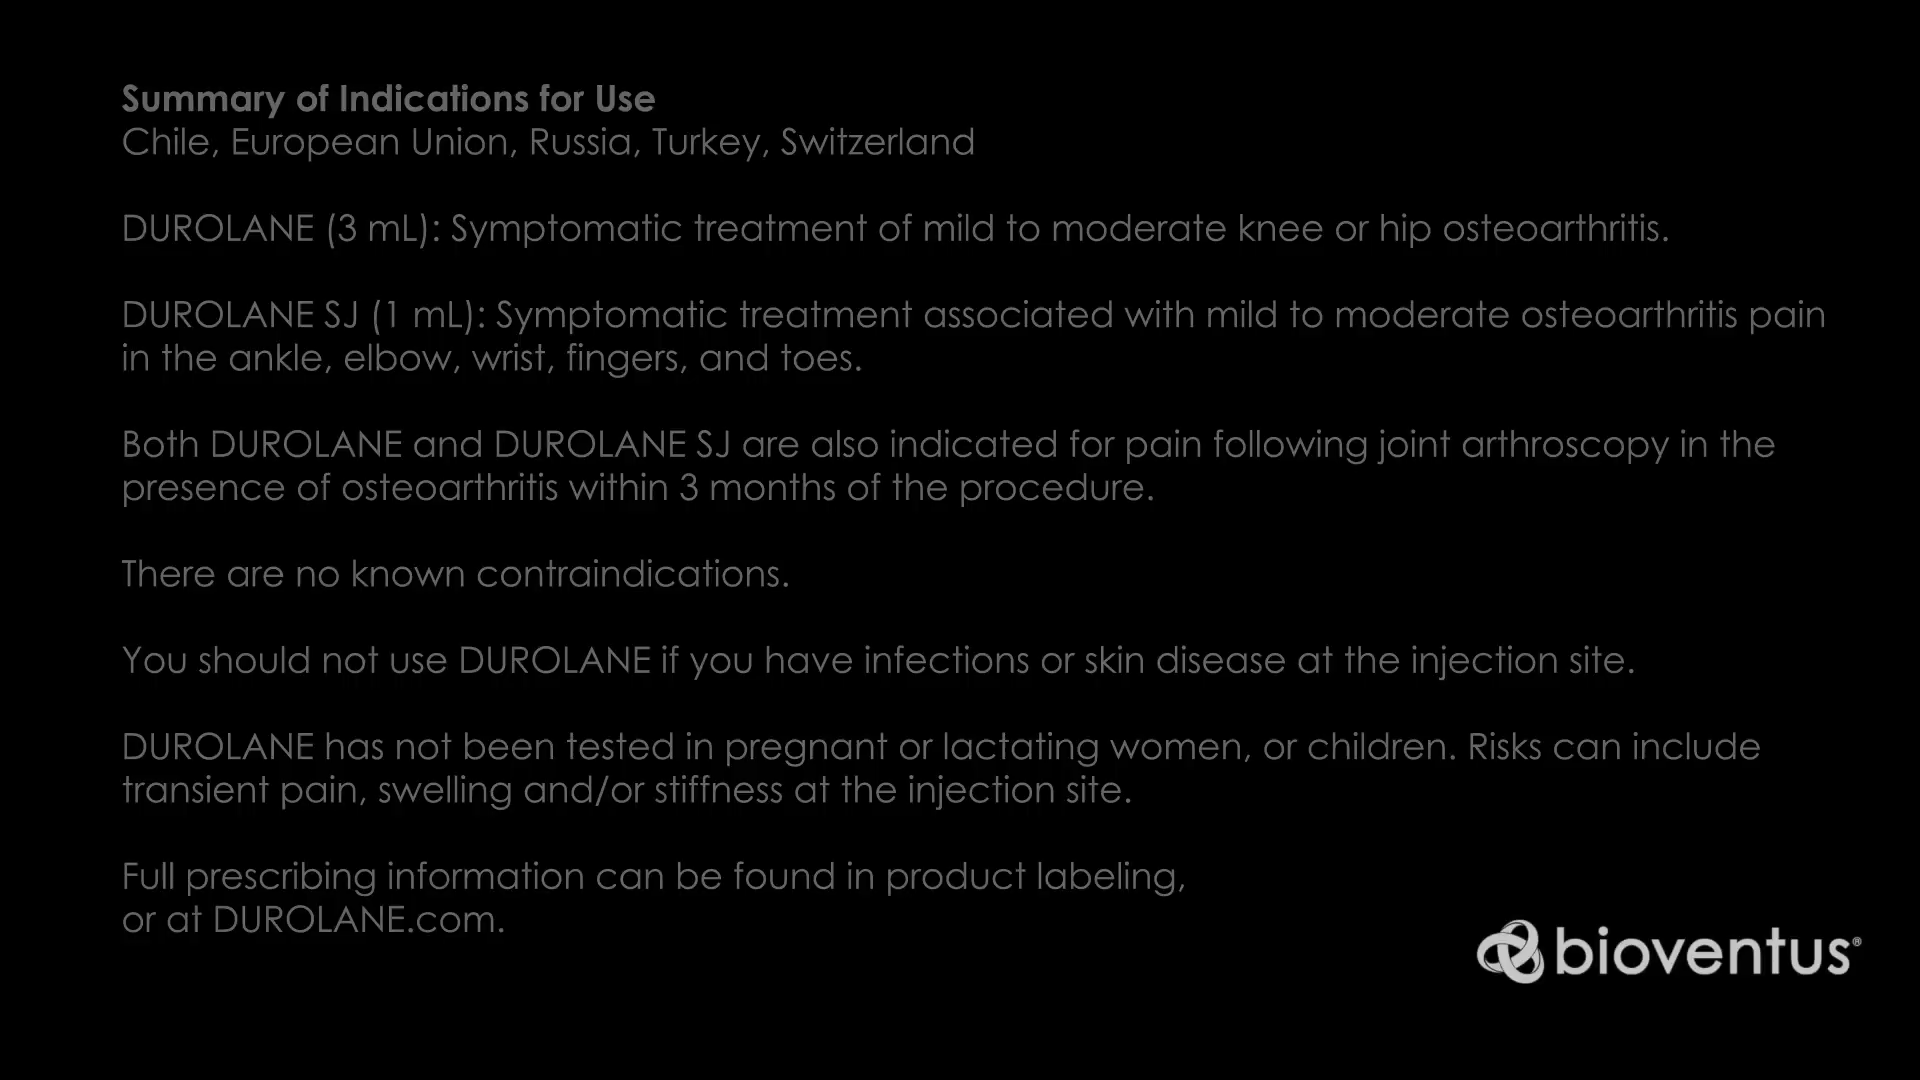 Summary of Indications for Use
Chile, European Union, Russia, Turkey, Switzerland
DUROLANE (3 mL): Symptomatic treatment of mild to moderate knee or hip osteoarthritis.
DUROLANE SJ (1 mL): Symptomatic treatment associated with mild to moderate osteoarthritis pain
in the ankle, elbow, wrist, fingers, and toes.
Both DUROLANE and DUROLANE SJ are also indicated for pain following joint arthroscopy in the
presence of osteoarthritis within 3 months of the procedure.
There are no known contraindications.
You should not use DUROLANE if you have infections or skin disease at the injection site.
DUROLANE has not been tested in pregnant or lactating women, or children. Risks can include
transient pain, swelling and/or stiffness at the injection site.
Full prescribing information can be found in product labeling,
or at DUROLANE.com.
bioventus®